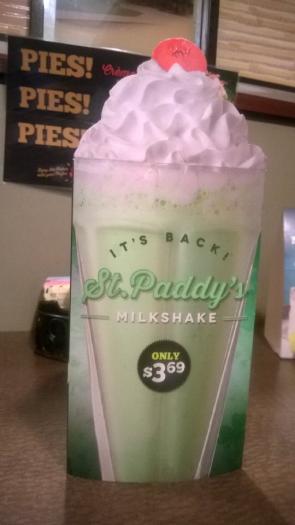 PIES!
PIES!
PIES!
IT'S BACK!
St. Paddy's
MILKSHAKE
ONLY
$3 69